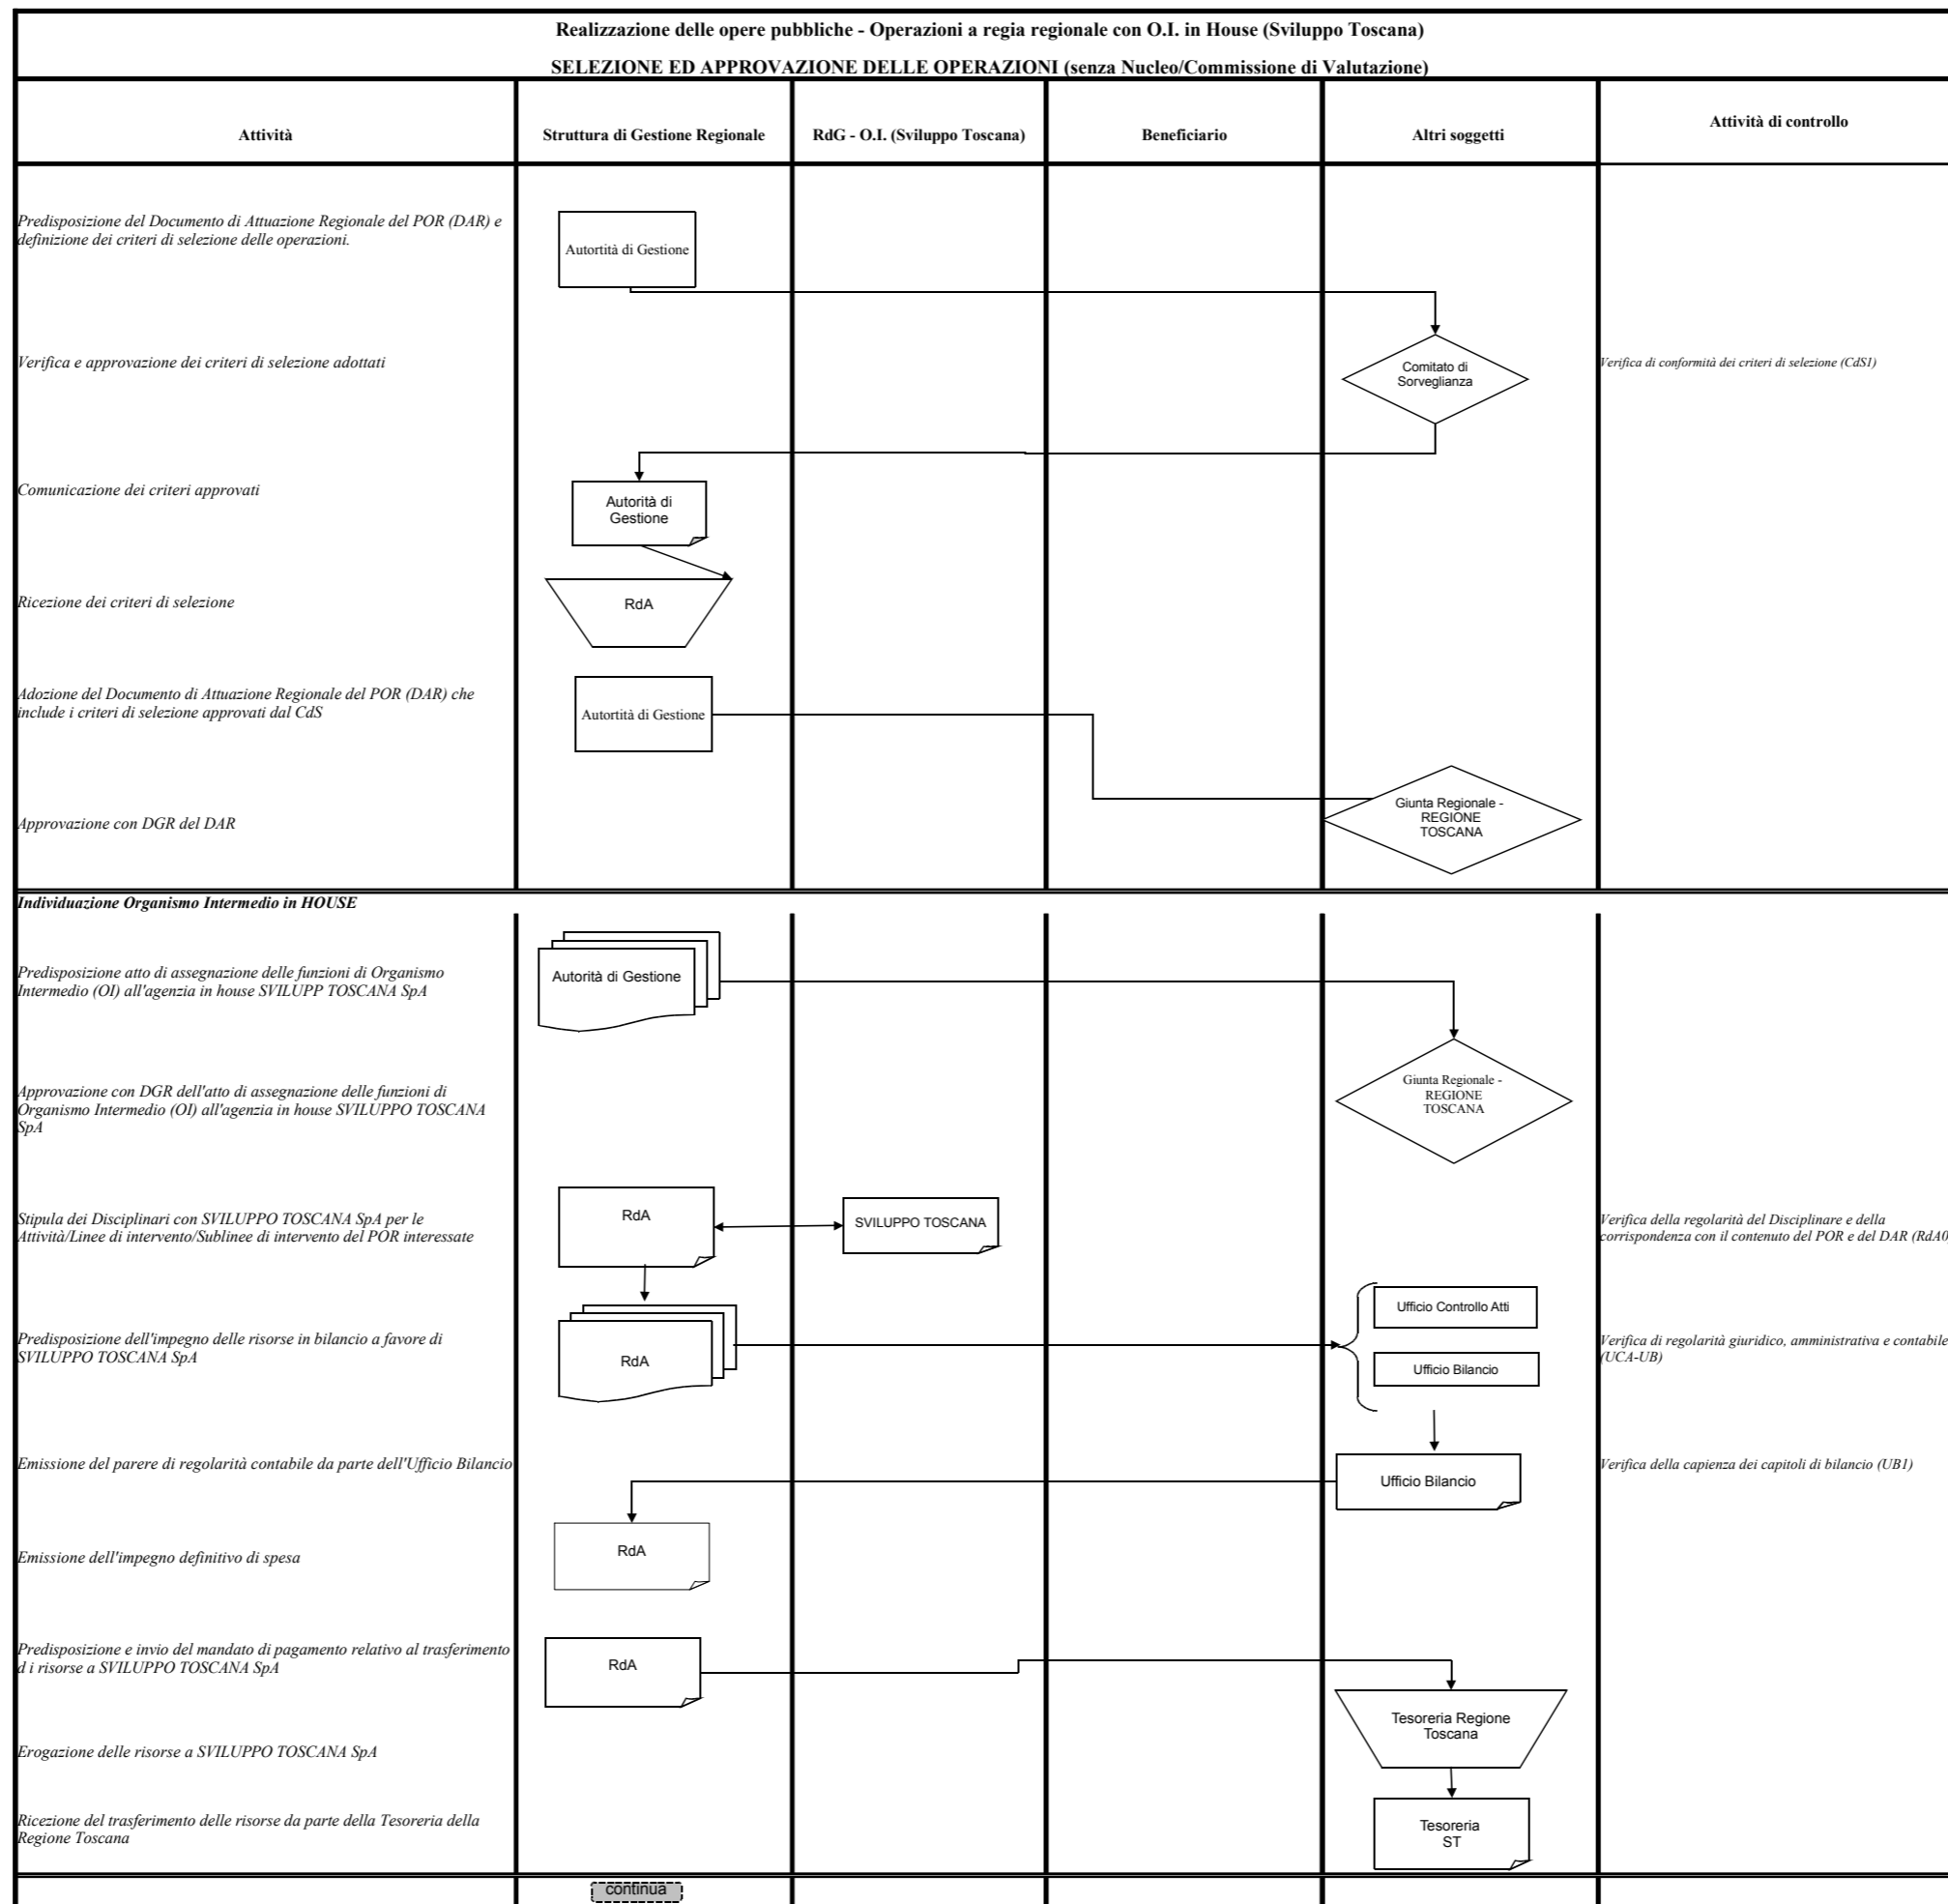 Realizzazione delle opere pubbliche - Operazioni a regia regionale con O.I. in House (Sviluppo Toscana)
SELEZIONE ED APPROVAZIONE DELLE OPERAZIONI (senza Nucleo/Commissione di Valutazione)
Attività
Struttura di Gestione Regionale
RdG - O.I. (Sviluppo Toscana)
Beneficiario
Altri soggetti
Attività di controllo
Predisposizione del Documento di Attuazione Regionale del POR (DAR) e
definizione dei criteri di selezione delle operazioni.
Autortità di Gestione
Verifica e approvazione dei criteri di selezione adottati
Comitato di
Sorveglianza
Verifica di conformità dei criteri di selezione (CdS1)
Comunicazione dei criteri approvati
Autorità di
Gestione
Ricezione dei criteri di selezione
RdA
Adozione del Documento di Attuazione Regionale del POR (DAR) che
include i criteri di selezione approvati dal CdS
Autortità di Gestione
Approvazione con DGR del DAR
Giunta Regionale -
REGIONE
TOSCANA
Individuazione Organismo Intermedio in HOUSE
Predisposizione atto di assegnazione delle funzioni di Organismo
Intermedio (OI) all'agenzia in house SVILUPP TOSCANA SpA
Autorità di Gestione
Approvazione con DGR dell'atto di assegnazione delle funzioni di
Organismo Intermedio (OI) all'agenzia in house SVILUPPO TOSCANA
SpA
Giunta Regionale -
REGIONE
TOSCANA
Stipula dei Disciplinari con SVILUPPO TOSCANA SpA per le
Attività/Linee di intervento/Sublinee di intervento del POR interessate
RdA
SVILUPPO TOSCANA
Verifica della regolarità del Disciplinare e della
corrispondenza con il contenuto del POR e del DAR (RdA0)
Predisposizione dell'impegno delle risorse in bilancio a favore di
SVILUPPO TOSCANA SpA
RdA
Ufficio Controllo Atti
Ufficio Bilancio
Verifica di regolarità giuridico, amministrativa e contabile
(UCA-UB)
Emissione del parere di regolarità contabile da parte dell'Ufficio Bilancio
Ufficio Bilancio
Verifica della capienza dei capitoli di bilancio (UB1)
Emissione dell'impegno definitivo di spesa
RdA
Predisposizione e invio del mandato di pagamento relativo al trasferimento
d i risorse a SVILUPPO TOSCANA SpA
RdA
Tesoreria Regione
Toscana
Erogazione delle risorse a SVILUPPO TOSCANA SpA
Ricezione del trasferimento delle risorse da parte della Tesoreria della
Regione Toscana
Tesoreria
ST
continua